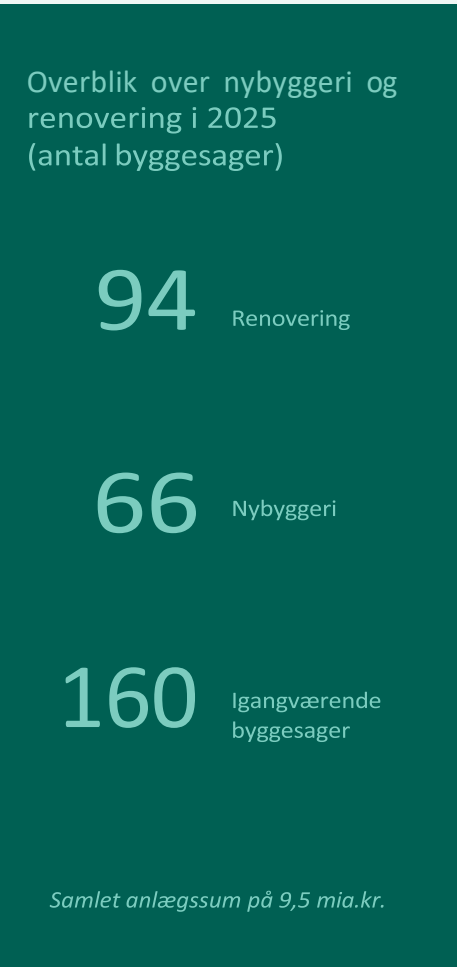 Overblik over nybyggeri og
renovering i 2025
(antal byggesager)
94 Renovering
66 Nybyggeri
160 Igangværende
byggesager
Samlet anlægssum på 9,5 mia.kr.